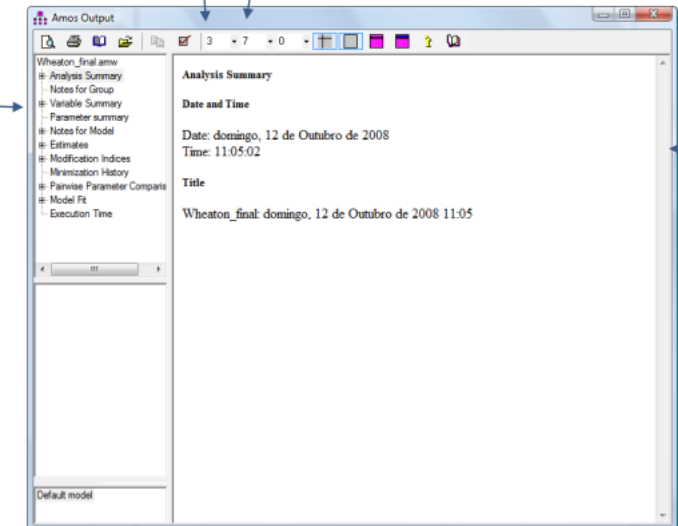 Amos Output
3 7 0
Wheaton_final.amw
Analysis Summary
Notes for Group
Variable Summary
Parameter summary
Notes for Model
Estimates
Modification Indices
Minimization History
Pairwise Parameter Comparis
Model Fit
Execution Time
Default model
Analysis Summary
Date and Time
Date: domingo, 12 de Outubro de 2008
Time: 11:05:02
Title
Wheaton_final: domingo, 12 de Outubro de 2008 11:05